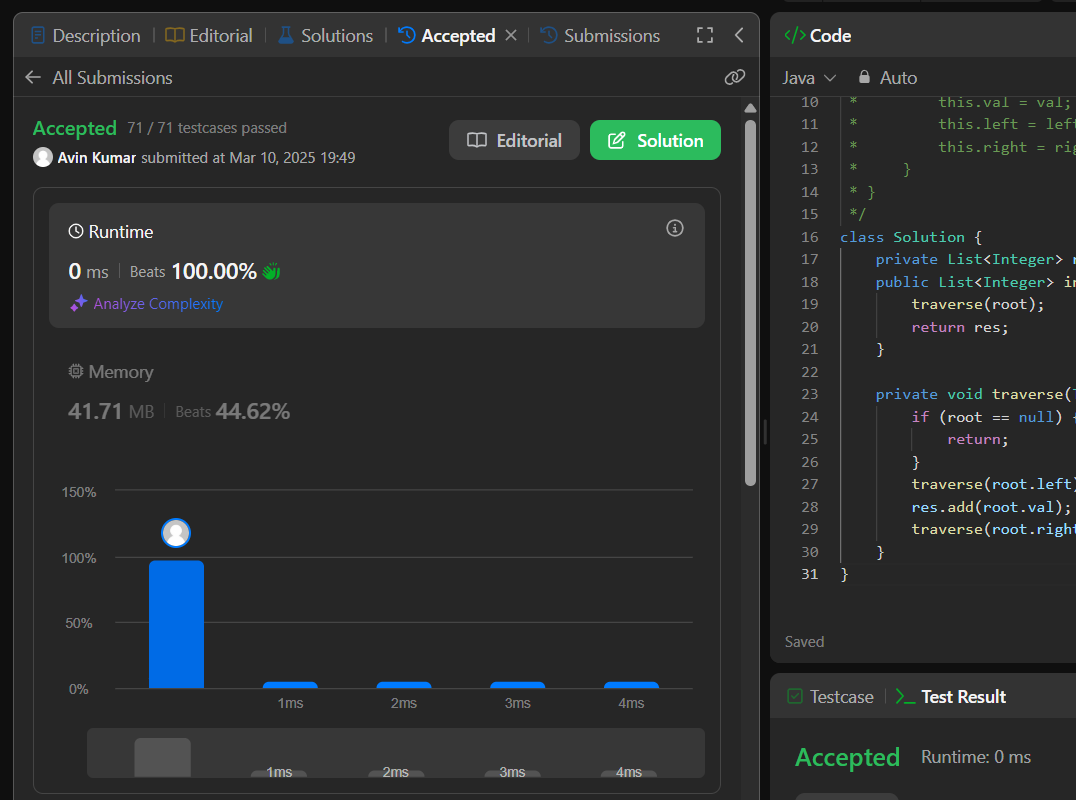 Description | Editorial | Solutions | Accepted × | Submissions
All Submissions
Accepted 71 / 71 testcases passed
Avin Kumar submitted at Mar 10, 2025 19:49
Editorial
Solution
Runtime
0 ms | Beats 100.00%
Analyze Complexity
Memory
41.71 MB | Beats 44.62%
150%
100%
50%
0%
1ms 2ms 3ms 4ms
1ms 2ms 3ms 4ms
</> Code
Java Auto
10 * this.val = val;
11 * this.left = left
12 * this.right = rig
13 * }
14 * }
15 */
16 class Solution {
17 private List<Integer> r
18 public List<Integer> in
19 traverse(root);
20 return res;
21 }
22
23 private void traverse(T
24 if (root == null) {
25 return;
26 }
27 traverse(root.left)
28 res.add(root.val);
29 traverse(root.right
30 }
31 }
Saved
Testcase | >_ Test Result
Accepted Runtime: 0 ms